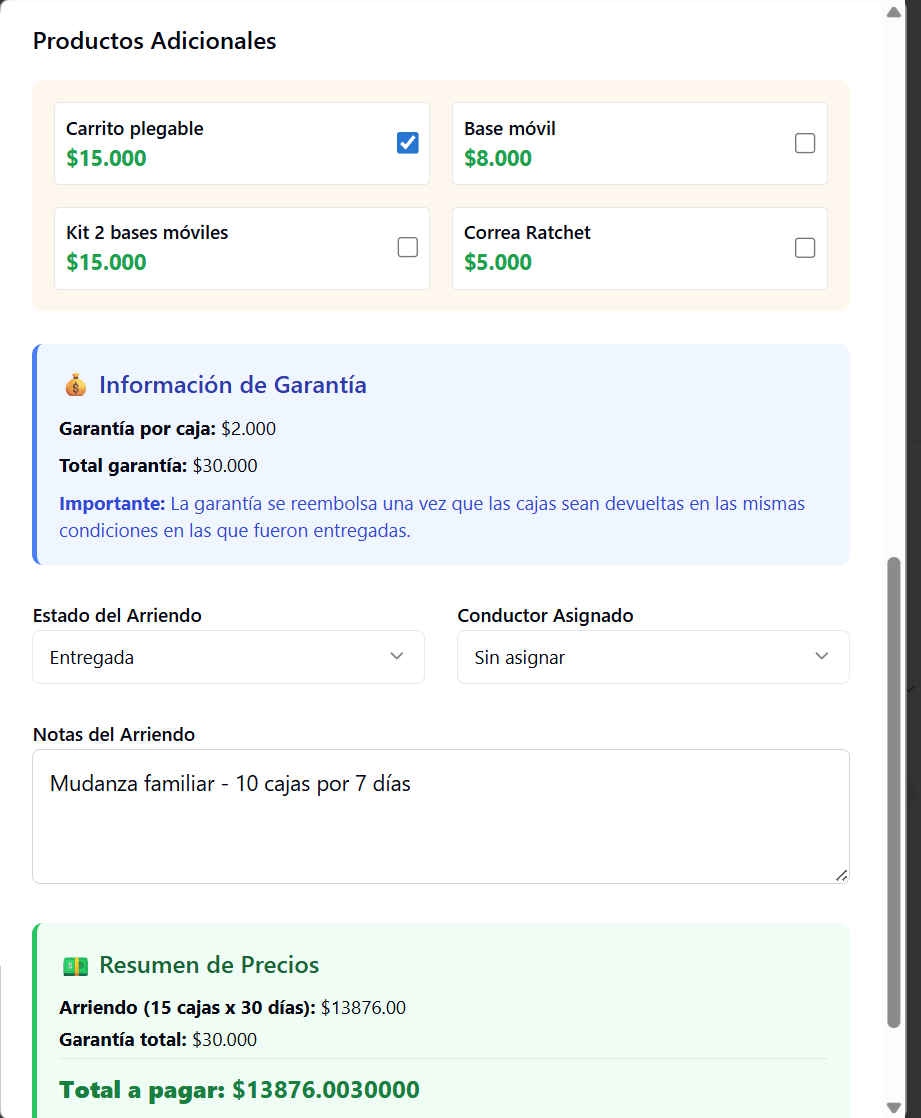 Productos Adicionales
Carrito plegable
$15.000
Base móvil
$8.000
Kit 2 bases móviles
$15.000
Correa Ratchet
$5.000
Información de Garantía
Garantía por caja: $2.000
Total garantía: $30.000
Importante: La garantía se reembolsa una vez que las cajas sean devueltas en las mismas
condiciones en las que fueron entregadas.
Estado del Arriendo
Entregada
Conductor Asignado
Sin asignar
Notas del Arriendo
Mudanza familiar - 10 cajas por 7 días
Resumen de Precios
Arriendo (15 cajas x 30 días): $13876.00
Garantía total: $30.000
Total a pagar: $13876.0030000